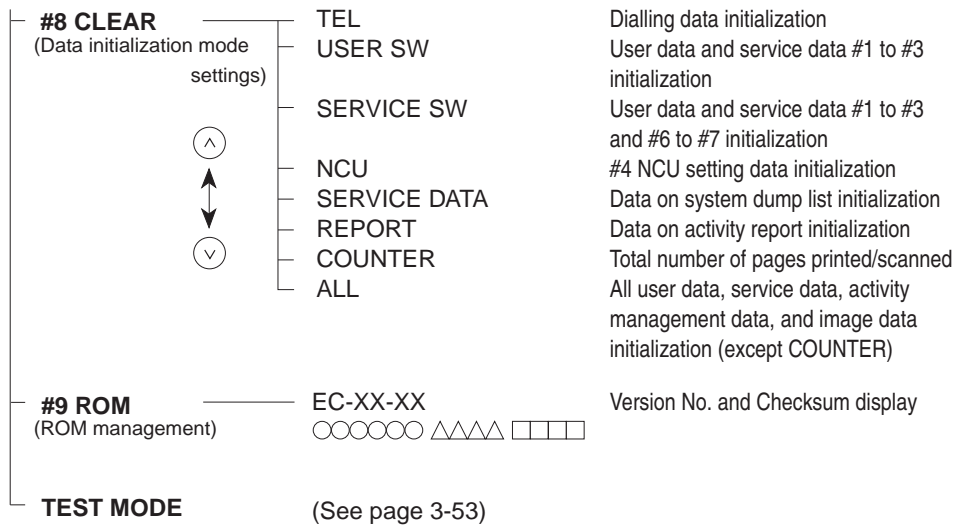 #8 CLEAR
(Data initialization mode
settings)
TEL Dialling data initialization
USER SW User data and service data #1 to #3
initialization
SERVICE SW User data and service data #1 to #3
and #6 to #7 initialization
NCU #4 NCU setting data initialization
SERVICE DATA Data on system dump list initialization
REPORT Data on activity report initialization
COUNTER Total number of pages printed/scanned
ALL All user data, service data, activity
management data, and image data
initialization (except COUNTER)
#9 ROM EC-XX-XX Version No. and Checksum display
(ROM management) ○○○○○○ △△△△ □□□□
TEST MODE (See page 3-53)